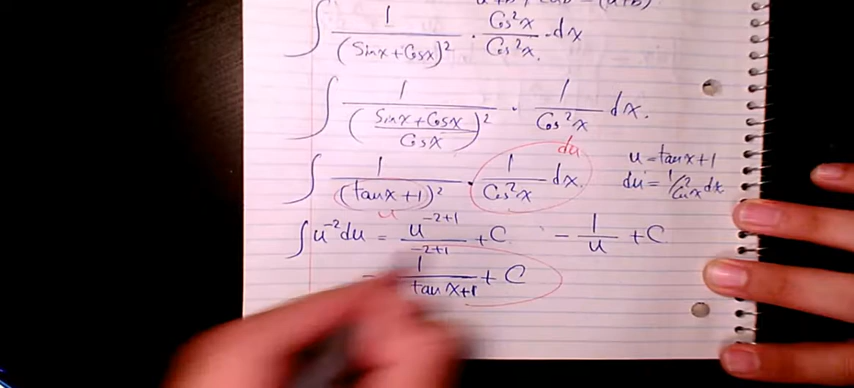 ∫ 1/(Sinx+Cosx)² · Cos²x/Cos²x · dx
∫ 1/((Sinx+Cosx)/Cosx)² · 1/Cos²x dx.
du
∫ 1/(tanx+1)² · 1/Cos²x dx. u=tanx+1
u du=1/Cos²x dx
∫ u⁻²du = u⁻²⁺¹/-2+1 + C - 1/u + C
- 1/tanx+1 + C